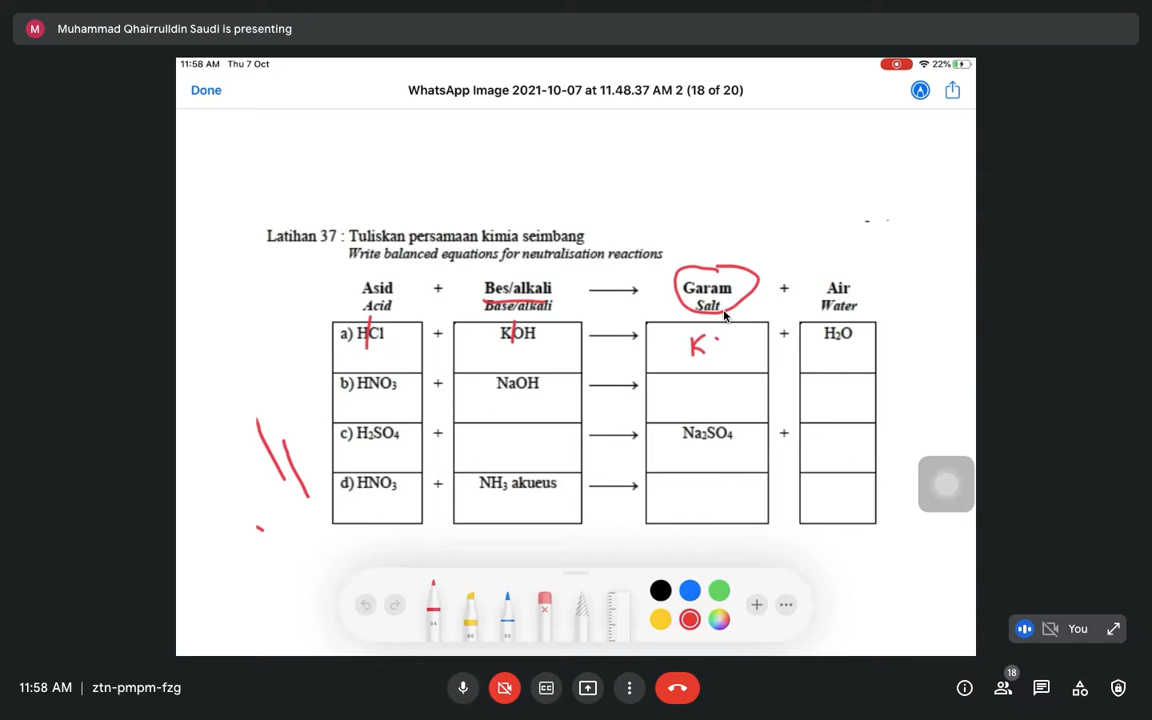 M Muhammad Qhairrulldin Saudi is presenting
11:58 AM Thu 7 Oct 22%
Done WhatsApp Image 2021-10-07 at 11.48.37 AM 2 (18 of 20)
Latihan 37 : Tuliskan persamaan kimia seimbang
Write balanced equations for neutralisation reactions
Asid + Bes/alkali → Garam + Air
Acid Base/alkali Salt Water
a) HCl + KOH → K + H₂O
b) HNO₃ + NaOH →
c) H₂SO₄ + → Na₂SO₄ +
d) HNO₃ + NH₃ akueus →
You
11:58 AM | ztn-pmpm-fzg 18